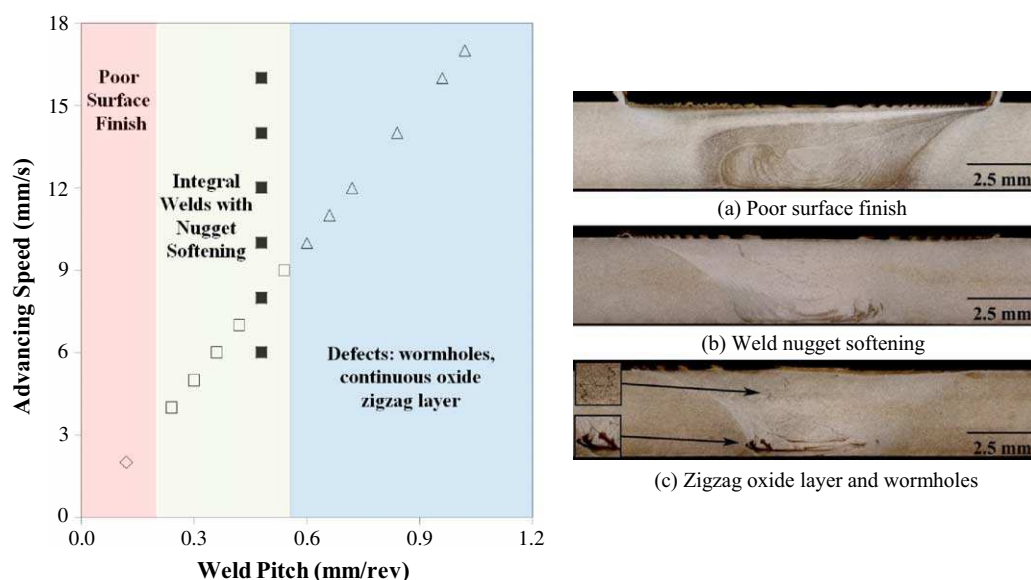 18
15
12
9
6
3
0
Advancing Speed (mm/s)
Poor
Surface
Finish
Integral
Welds with
Nugget
Softening
Defects: wormholes,
continuous oxide
zigzag layer
0.0 0.3 0.6 0.9 1.2
Weld Pitch (mm/rev)
2.5 mm
(a) Poor surface finish
2.5 mm
(b) Weld nugget softening
2.5 mm
(c) Zigzag oxide layer and wormholes